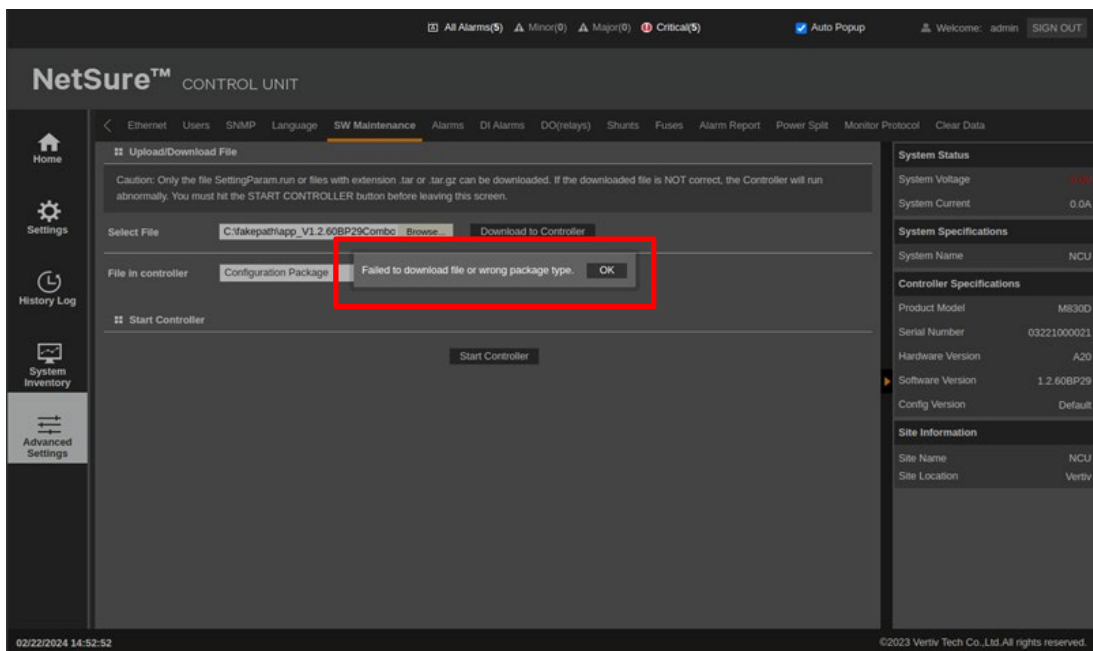 All Alarms(5) Minor(0) Major(0) Critical(5) Auto Popup Welcome: admin SIGN OUT
NetSure™ CONTROL UNIT
Ethernet Users SNMP Language SW Maintenance Alarms DI Alarms DO(relays) Shunts Fuses Alarm Report Power Split Monitor Protocol Clear Data
Home
Settings
History Log
System
Inventory
Advanced
Settings
Upload/Download File
Caution: Only the file SettingParam.run or files with extension .tar or .tar.gz can be downloaded. If the downloaded file is NOT correct, the Controller will run
abnormally. You must hit the START CONTROLLER button before leaving this screen.
Select File C:\fakepath\app_V1.2.60BP29Combo Browse... Download to Controller
File in controller Configuration Package
Failed to download file or wrong package type. OK
Start Controller
Start Controller
System Status
System Voltage
System Current 0.0A
System Specifications
System Name NCU
Controller Specifications
Product Model M830D
Serial Number 03221000021
Hardware Version A20
Software Version 1.2.60BP29
Config Version Default
Site Information
Site Name NCU
Site Location Vertiv
02/22/2024 14:52:52
©2023 Vertiv Tech Co.,Ltd.All rights reserved.